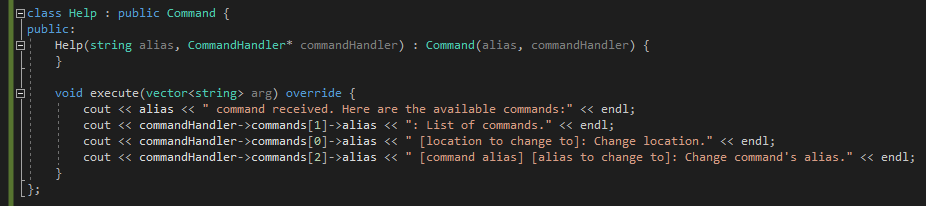 class Help : public Command {
public:
Help(string alias, CommandHandler* commandHandler) : Command(alias, commandHandler) {
}
void execute(vector<string> arg) override {
cout << alias << " command received. Here are the available commands:" << endl;
cout << commandHandler->commands[1]->alias << ": List of commands." << endl;
cout << commandHandler->commands[0]->alias << " [location to change to]: Change location." << endl;
cout << commandHandler->commands[2]->alias << " [command alias] [alias to change to]: Change command's alias." << endl;
}
};